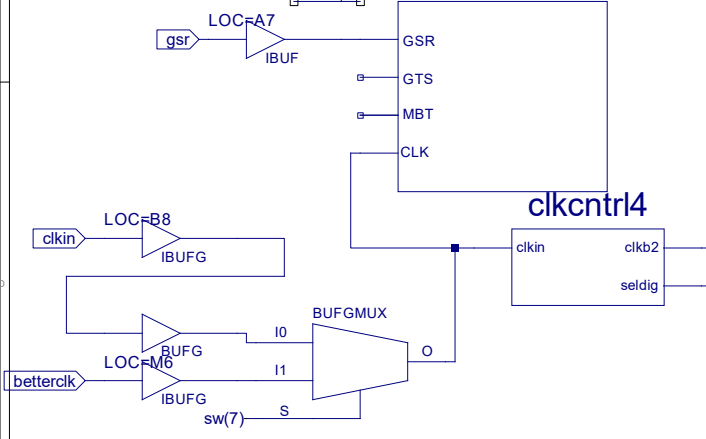 LOC=A7
gsr
IBUF
GSR
GTS
MBT
CLK
clkcntrl4
LOC=B8
clkin
IBUFG
clkin
clkb2
seldig
BUFGMUX
BUFG
I0
O
LOC=M6
I1
betterclk
IBUFG
sw(7)
S